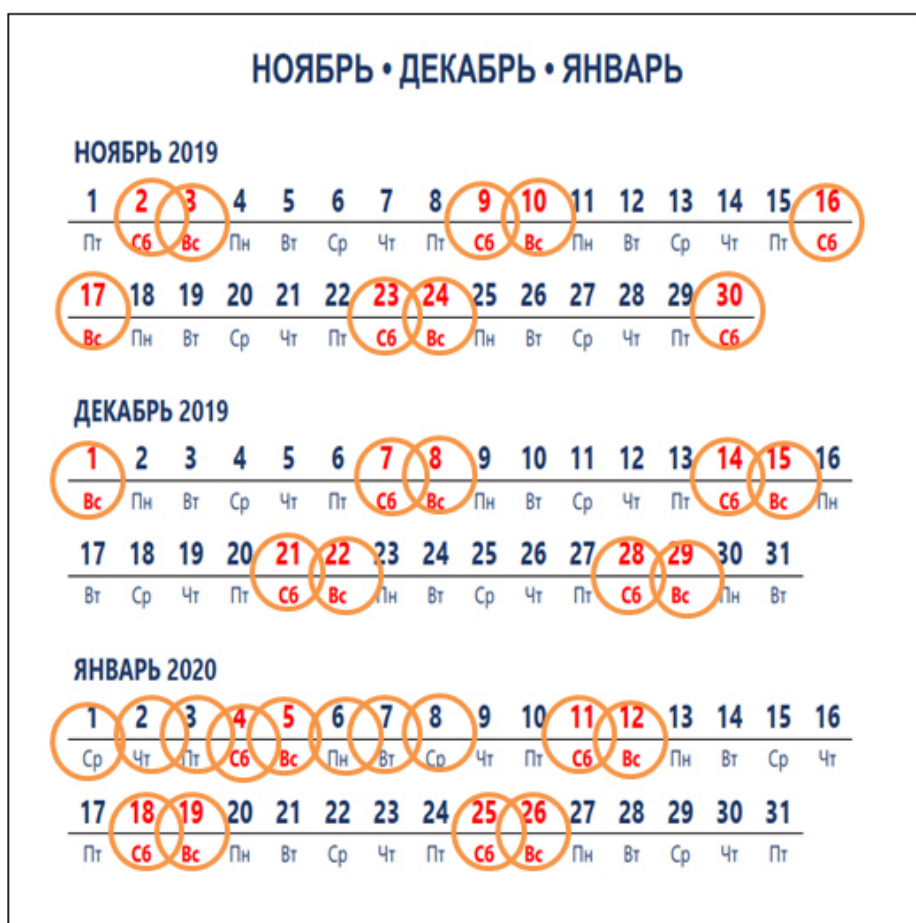 НОЯБРЬ • ДЕКАБРЬ • ЯНВАРЬ
НОЯБРЬ 2019
1 2 3 4 5 6 7 8 9 10 11 12 13 14 15 16
Пт Сб Вс Пн Вт Ср Чт Пт Сб Вс Пн Вт Ср Чт Пт Сб
17 18 19 20 21 22 23 24 25 26 27 28 29 30
Вс Пн Вт Ср Чт Пт Сб Вс Пн Вт Ср Чт Пт Сб
ДЕКАБРЬ 2019
1 2 3 4 5 6 7 8 9 10 11 12 13 14 15 16
Вс Пн Вт Ср Чт Пт Сб Вс Пн Вт Ср Чт Пт Сб Вс Пн
17 18 19 20 21 22 23 24 25 26 27 28 29 30 31
Вт Ср Чт Пт Сб Вс Пн Вт Ср Чт Пт Сб Вс Пн Вт
ЯНВАРЬ 2020
1 2 3 4 5 6 7 8 9 10 11 12 13 14 15 16
Ср Чт Пт Сб Вс Пн Вт Ср Чт Пт Сб Вс Пн Вт Ср Чт
17 18 19 20 21 22 23 24 25 26 27 28 29 30 31
Пт Сб Вс Пн Вт Ср Чт Пт Сб Вс Пн Вт Ср Чт Пт